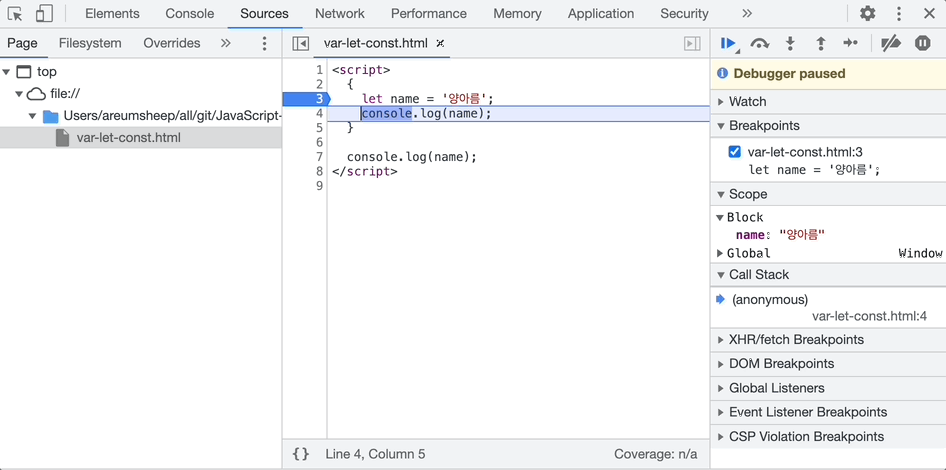 Elements Console Sources Network Performance Memory Application Security »
Page Filesystem Overrides »
var-let-const.html ×
top
file://
Users/areumsheep/all/git/JavaScript-
var-let-const.html
1 <script>
2 {
3 let name = '양아름';
4 console.log(name);
5 }
6
7 console.log(name);
8 </script>
9
{} Line 4, Column 5 Coverage: n/a
Debugger paused
Watch
Breakpoints
var-let-const.html:3
let name = '양아름';
Scope
Block
name: "양아름"
Global Window
Call Stack
(anonymous)
var-let-const.html:4
XHR/fetch Breakpoints
DOM Breakpoints
Global Listeners
Event Listener Breakpoints
CSP Violation Breakpoints